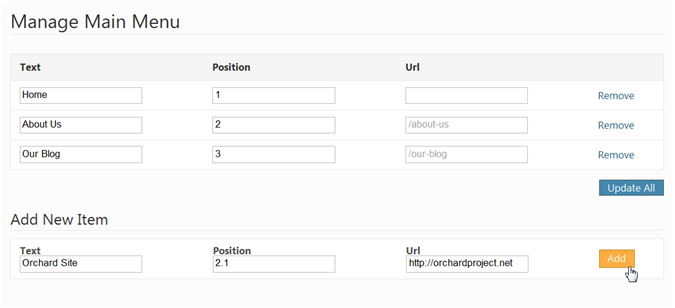 Manage Main Menu
Text Position Url
Home 1 Remove
About Us 2 /about-us Remove
Our Blog 3 /our-blog Remove
Update All
Add New Item
Text Position Url
Orchard Site 2.1 http://orchardproject.net Add